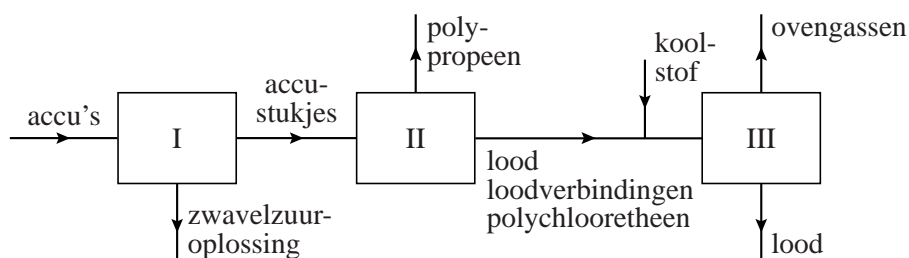 accu's
I
zwavelzuur-
oplossing
accu-
stukjes
II
poly-
propeen
lood
loodverbindingen
polychlooretheen
kool-
stof
III
ovengassen
lood